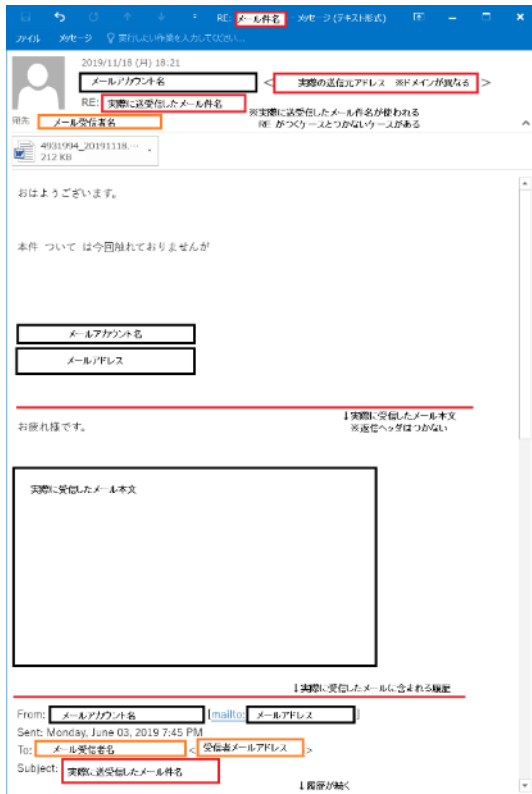 RE: メール件名 - メッセージ (テキスト形式)
ファイル メッセージ 実行したい作業を入力してください...
2019/11/18 (月) 18:21
メールアカウント名 < 実際の送信元アドレス ※ドメインが異なる >
RE: 実際に送受信したメール件名
※実際に送受信したメール件名が使われる
RE がつくケースとつかないケースがある
宛先 メール受信者名
4931994_20191118....
212 KB
おはようございます。
本件 ついて は今回触れておりませんが
メールアカウント名
メールアドレス
↓実際に受信したメール本文
※返信ヘッダはつかない
お疲れ様です。
実際に受信したメール本文
↓実際に受信したメールに含まれる履歴
From: メールアカウント名 [mailto: メールアドレス ]
Sent: Monday, June 03, 2019 7:45 PM
To: メール受信者名 < 受信者メールアドレス >
Subject: 実際に送受信したメール件名
↓履歴が続く